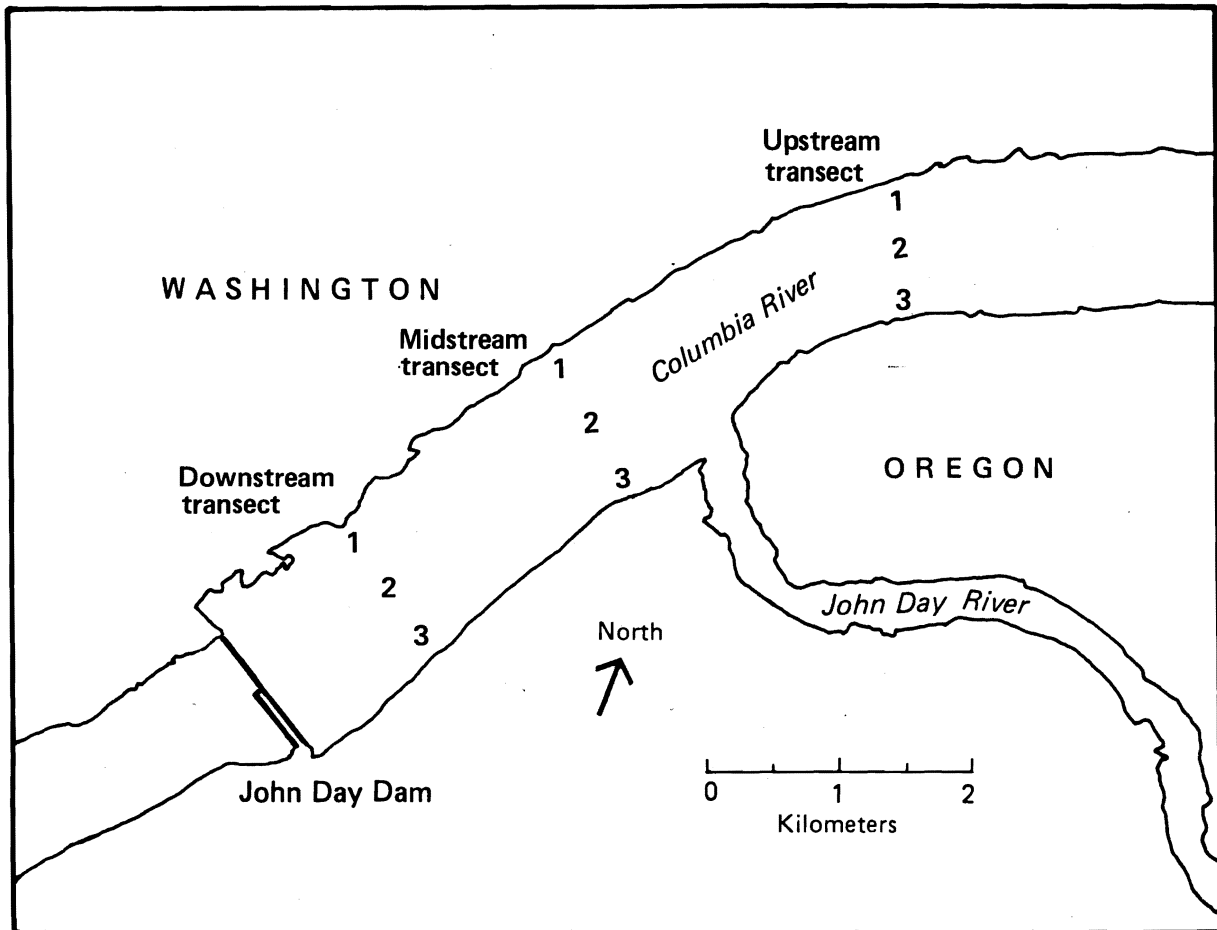 Upstream
transect
1
2
3
WASHINGTON
Columbia River
Midstream
transect
1
2
3
OREGON
Downstream
transect
1
2
3
John Day River
North
John Day Dam
0 1 2
Kilometers